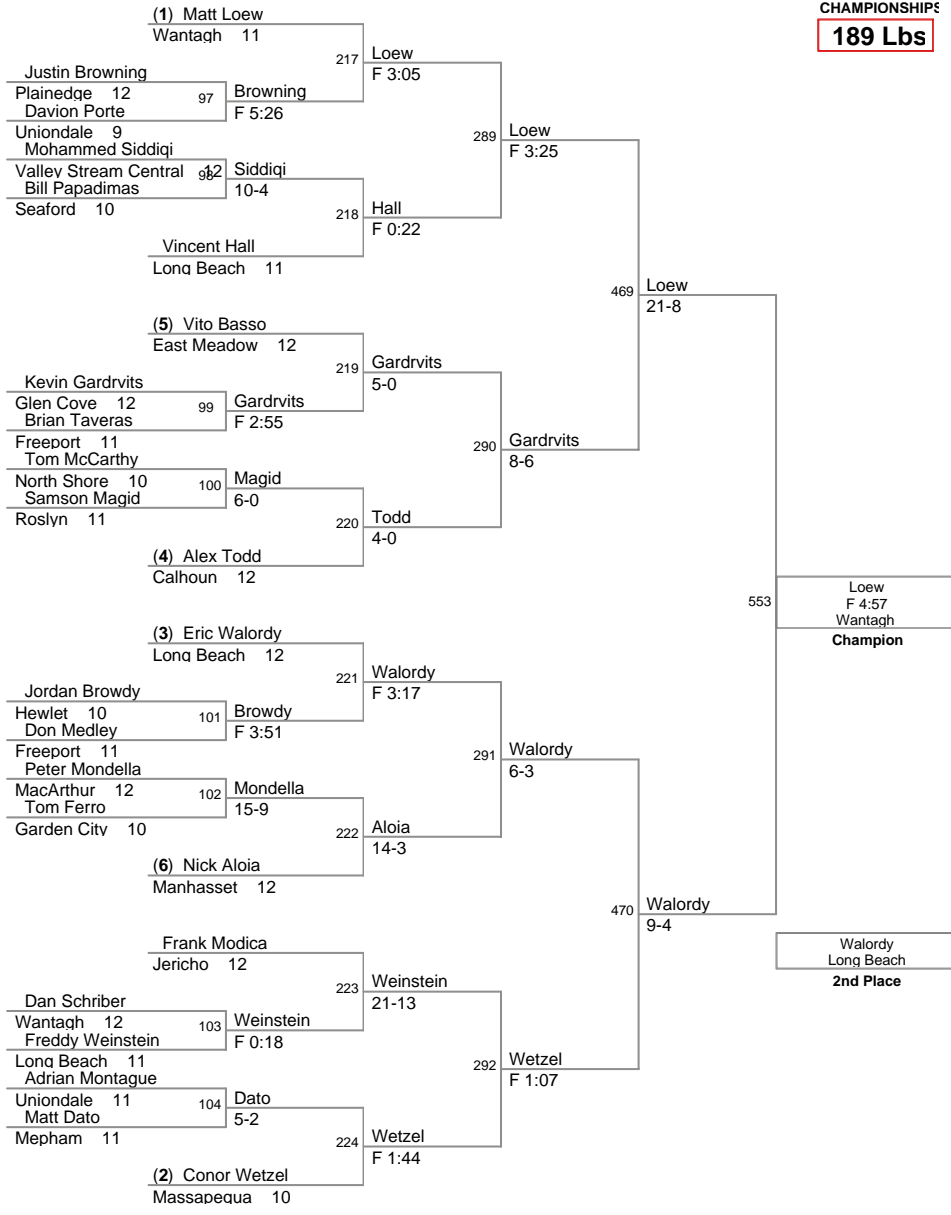 CHAMPIONSHIPS
189 Lbs
(1) Matt Loew
Wantagh 11
217 Loew
F 3:05
Justin Browning
Plainedge 12
97 Browning
Davion Porte
F 5:26
Uniondale 9
289 Loew
F 3:25
Mohammed Siddiqi
Valley Stream Central 12
98 Siddiqi
Bill Papadimas
10-4
Seaford 10
218 Hall
F 0:22
Vincent Hall
Long Beach 11
469 Loew
21-8
(5) Vito Basso
East Meadow 12
219 Gardrvits
5-0
Kevin Gardrvits
Glen Cove 12
99 Gardrvits
Brian Taveras
F 2:55
Freeport 11
290 Gardrvits
8-6
Tom McCarthy
North Shore 10
100 Magid
Samson Magid
6-0
Roslyn 11
220 Todd
4-0
(4) Alex Todd
Calhoun 12
553 Loew
F 4:57
Wantagh
Champion
(3) Eric Walordy
Long Beach 12
221 Walordy
F 3:17
Jordan Browdy
Hewlet 10
101 Browdy
Don Medley
F 3:51
Freeport 11
291 Walordy
6-3
Peter Mondella
MacArthur 12
102 Mondella
Tom Ferro
15-9
Garden City 10
222 Aloia
14-3
(6) Nick Aloia
Manhasset 12
470 Walordy
9-4
Walordy
Long Beach
2nd Place
Frank Modica
Jericho 12
223 Weinstein
21-13
Dan Schriber
Wantagh 12
103 Weinstein
Freddy Weinstein
F 0:18
Long Beach 11
292 Wetzel
F 1:07
Adrian Montague
Uniondale 11
104 Dato
Matt Dato
5-2
Mepham 11
224 Wetzel
F 1:44
(2) Conor Wetzel
Massapequa 10